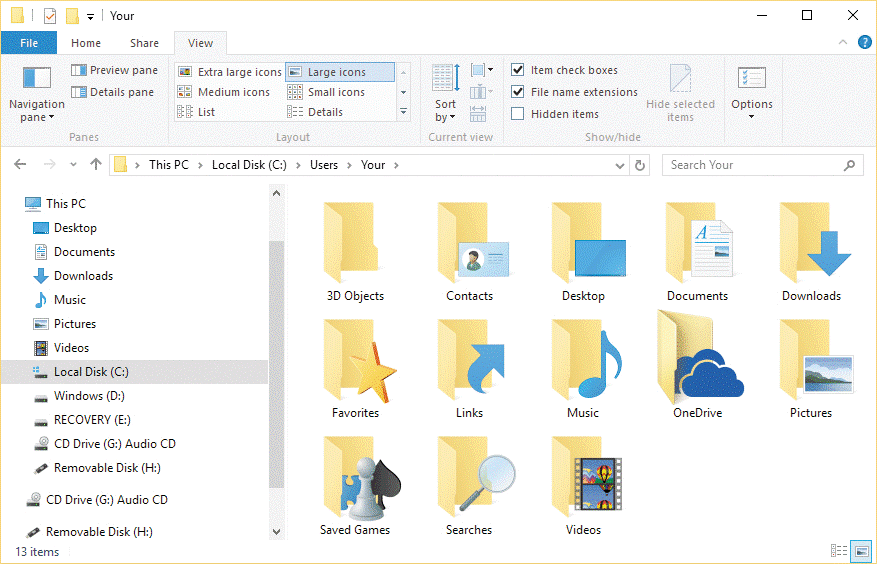 Your
File Home Share View
Navigation pane
Preview pane
Details pane
Panes
Extra large icons Large icons
Medium icons Small icons
List Details
Layout
Sort by
Current view
Item check boxes
File name extensions
Hidden items
Hide selected items
Show/hide
Options
This PC Local Disk (C:) Users Your
Search Your
This PC
Desktop
Documents
Downloads
Music
Pictures
Videos
Local Disk (C:)
Windows (D:)
RECOVERY (E:)
CD Drive (G:) Audio CD
Removable Disk (H:)
CD Drive (G:) Audio CD
Removable Disk (H:)
3D Objects Contacts Desktop Documents Downloads
Favorites Links Music OneDrive Pictures
Saved Games Searches Videos
13 items